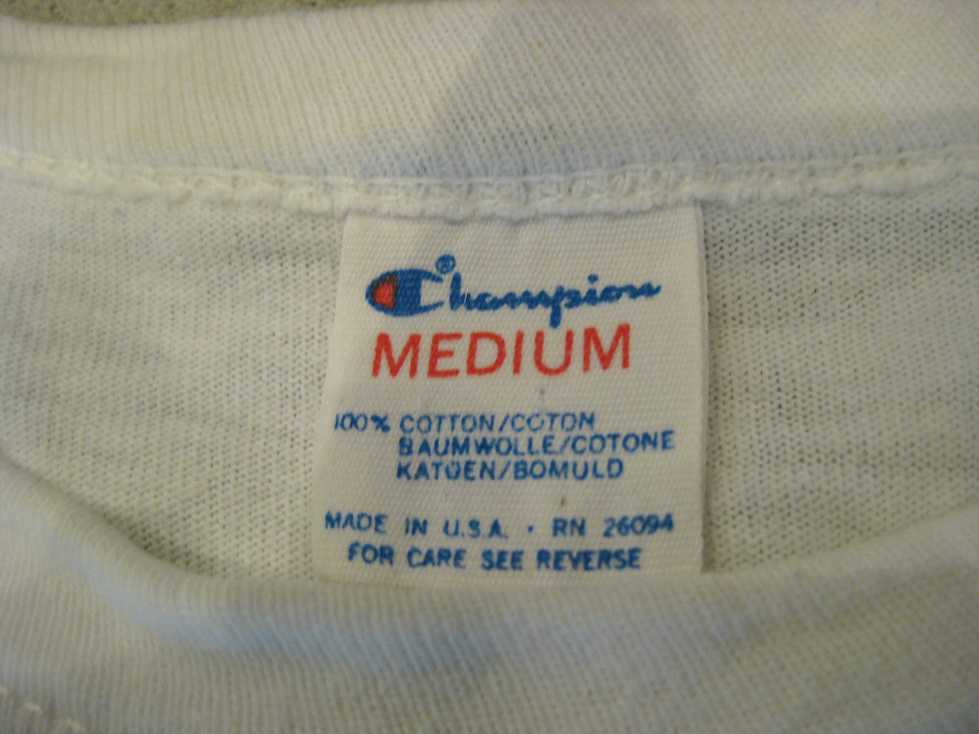 Champion®
MEDIUM
100% COTTON/COTON
BAUMWOLLE/COTONE
KATOEN/BOMULD
MADE IN U.S.A. · RN 26094
FOR CARE SEE REVERSE